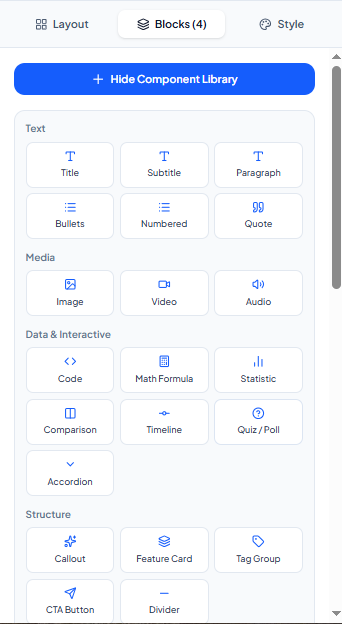 Layout Blocks (4) Style
Hide Component Library
Text
Title Subtitle Paragraph
Bullets Numbered Quote
Media
Image Video Audio
Data & Interactive
Code Math Formula Statistic
Comparison Timeline Quiz / Poll
Accordion
Structure
Callout Feature Card Tag Group
CTA Button Divider